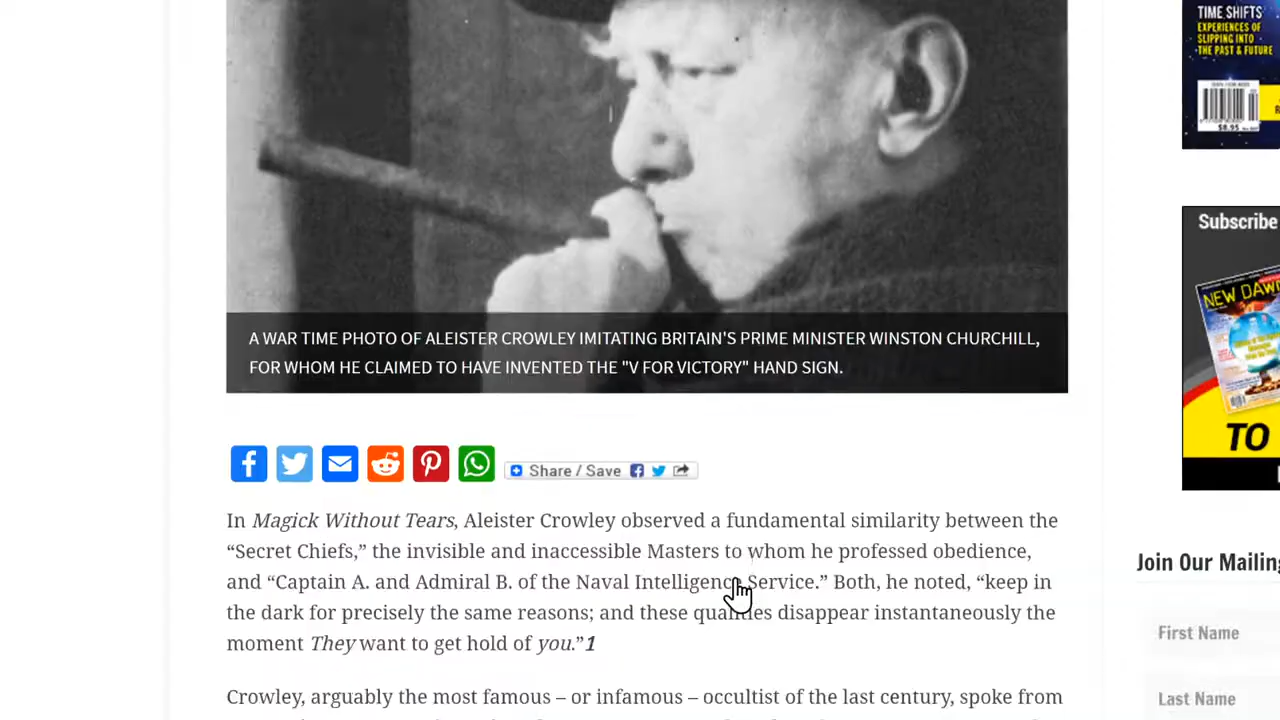 TIME SHIFTS
EXPERIENCES OF
SLIPPING INTO
THE PAST & FUTURE
$8.95
A WAR TIME PHOTO OF ALEISTER CROWLEY IMITATING BRITAIN'S PRIME MINISTER WINSTON CHURCHILL,
FOR WHOM HE CLAIMED TO HAVE INVENTED THE "V FOR VICTORY" HAND SIGN.
Subscribe
NEW DAWN
TO
Share / Save
In Magick Without Tears, Aleister Crowley observed a fundamental similarity between the
“Secret Chiefs,” the invisible and inaccessible Masters to whom he professed obedience,
and “Captain A. and Admiral B. of the Naval Intelligence Service.” Both, he noted, “keep in
the dark for precisely the same reasons; and these qualities disappear instantaneously the
moment They want to get hold of you.”1
Crowley, arguably the most famous – or infamous – occultist of the last century, spoke from
Join Our Mailing
First Name
Last Name